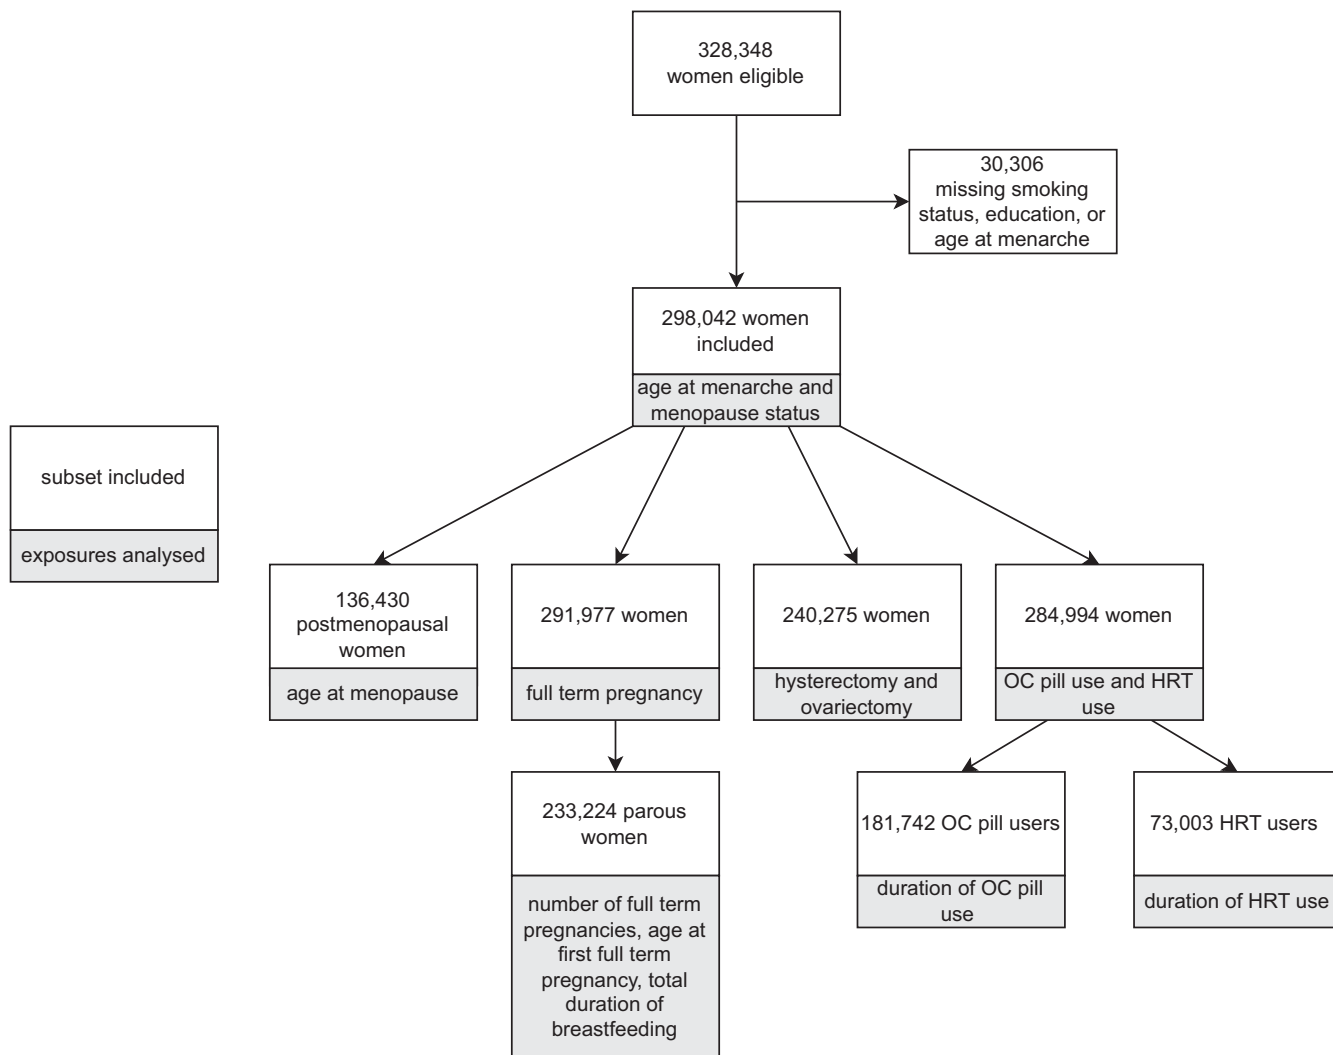 328,348
women eligible
30,306
missing smoking
status, education, or
age at menarche
298,042 women
included
age at menarche and
menopause status
subset included
exposures analysed
136,430
postmenopausal
women
age at menopause
291,977 women
full term pregnancy
240,275 women
hysterectomy and
ovariectomy
284,994 women
OC pill use and HRT
use
233,224 parous
women
number of full term
pregnancies, age at
first full term
pregnancy, total
duration of
breastfeeding
181,742 OC pill users
duration of OC pill
use
73,003 HRT users
duration of HRT use